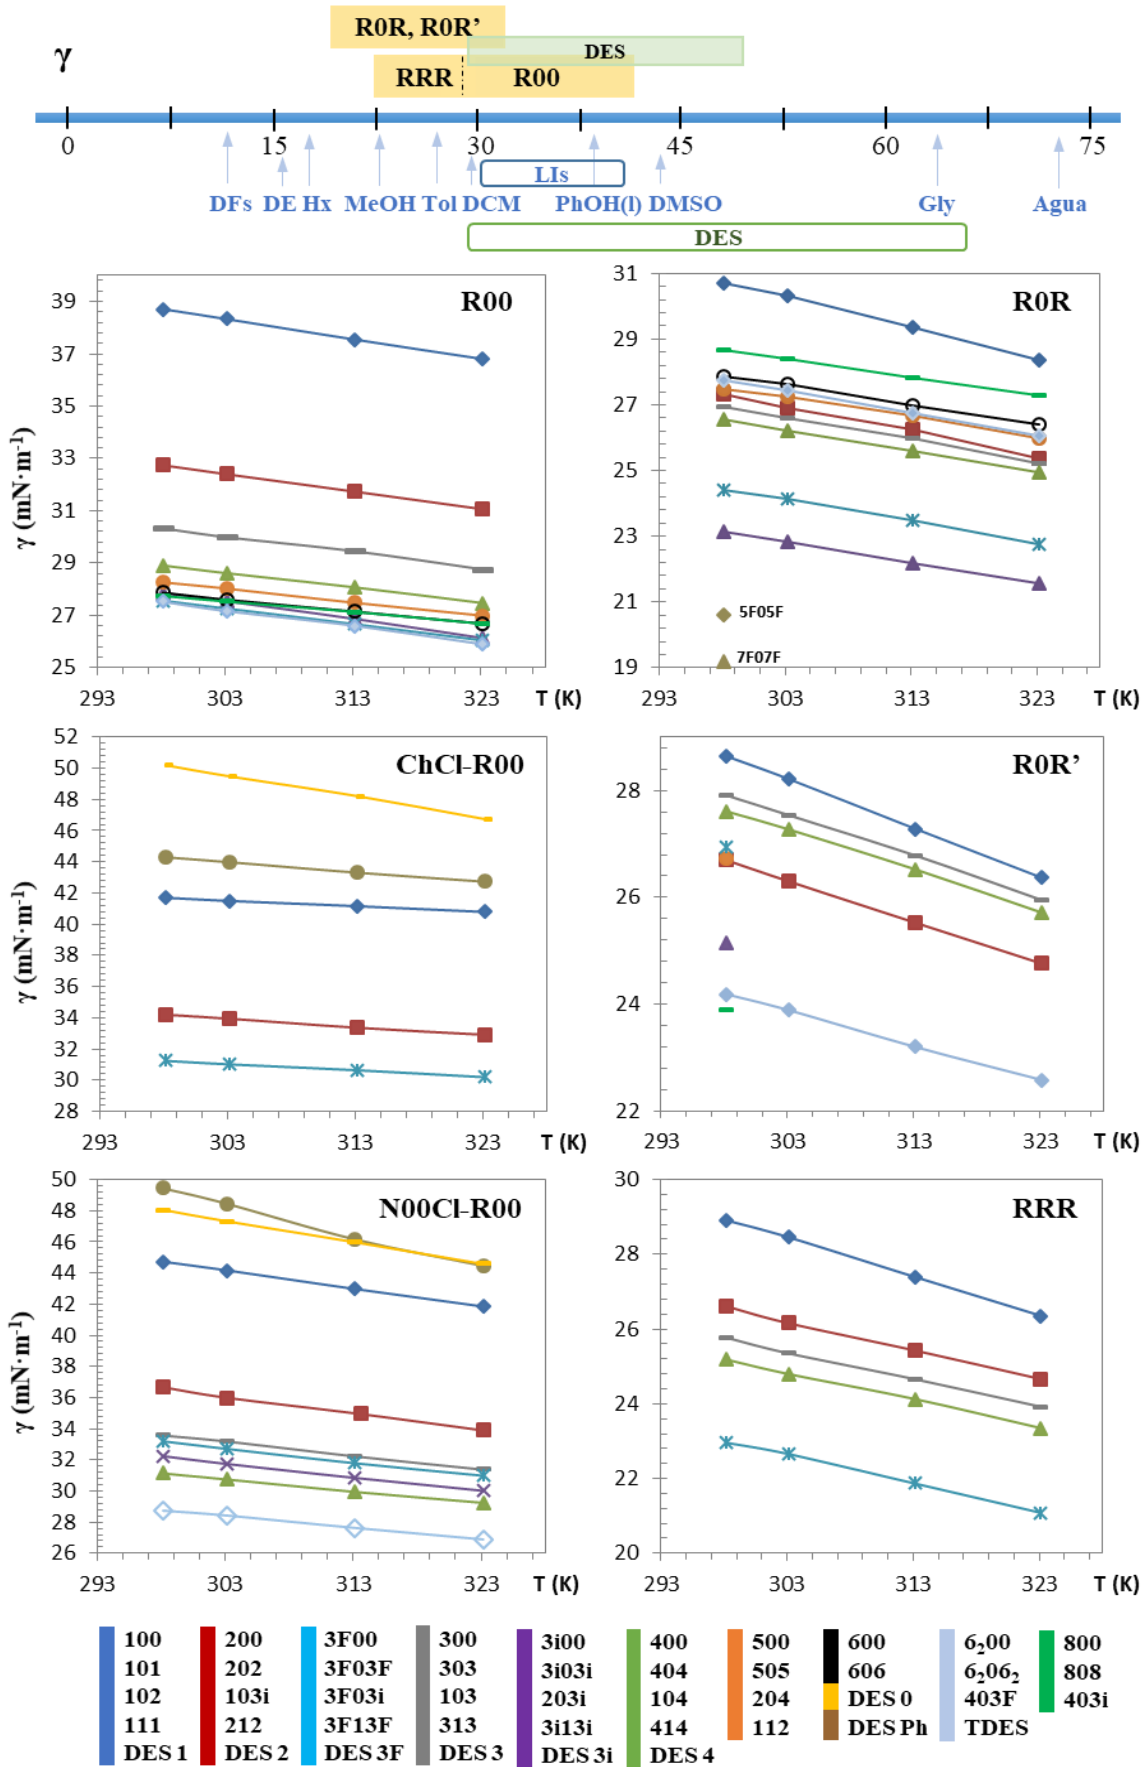 R0R, R0R’
DES
γ
RRR
R00
0
15
30
45
60
75
LIs
DFs
DE
Hx
MeOH
Tol
DCM
PhOH(l)
DMSO
Gly
Agua
DES
R00
39
37
35
33
31
29
27
25
293
303
313
323
T (K)
γ (mN·m-1)
R0R
31
29
27
25
23
21
19
5F05F
7F07F
293
303
313
323
T (K)
ChCl-R00
52
50
48
46
44
42
40
38
36
34
32
30
28
293
303
313
323
T (K)
γ (mN·m-1)
R0R’
28
26
24
22
293
303
313
323
T (K)
N00Cl-R00
50
48
46
44
42
40
38
36
34
32
30
28
26
293
303
313
323
T (K)
γ (mN·m-1)
RRR
30
28
26
24
22
20
293
303
313
323
T (K)
100
101
102
111
DES 1
200
202
103i
212
DES 2
3F00
3F03F
3F03i
3F13F
DES 3F
300
303
103
313
DES 3
3i00
3i03i
203i
3i13i
DES 3i
400
404
104
414
DES 4
500
505
204
112
600
606
DES 0
DES Ph
6₂00
6₂06₂
403F
TDES
800
808
403i